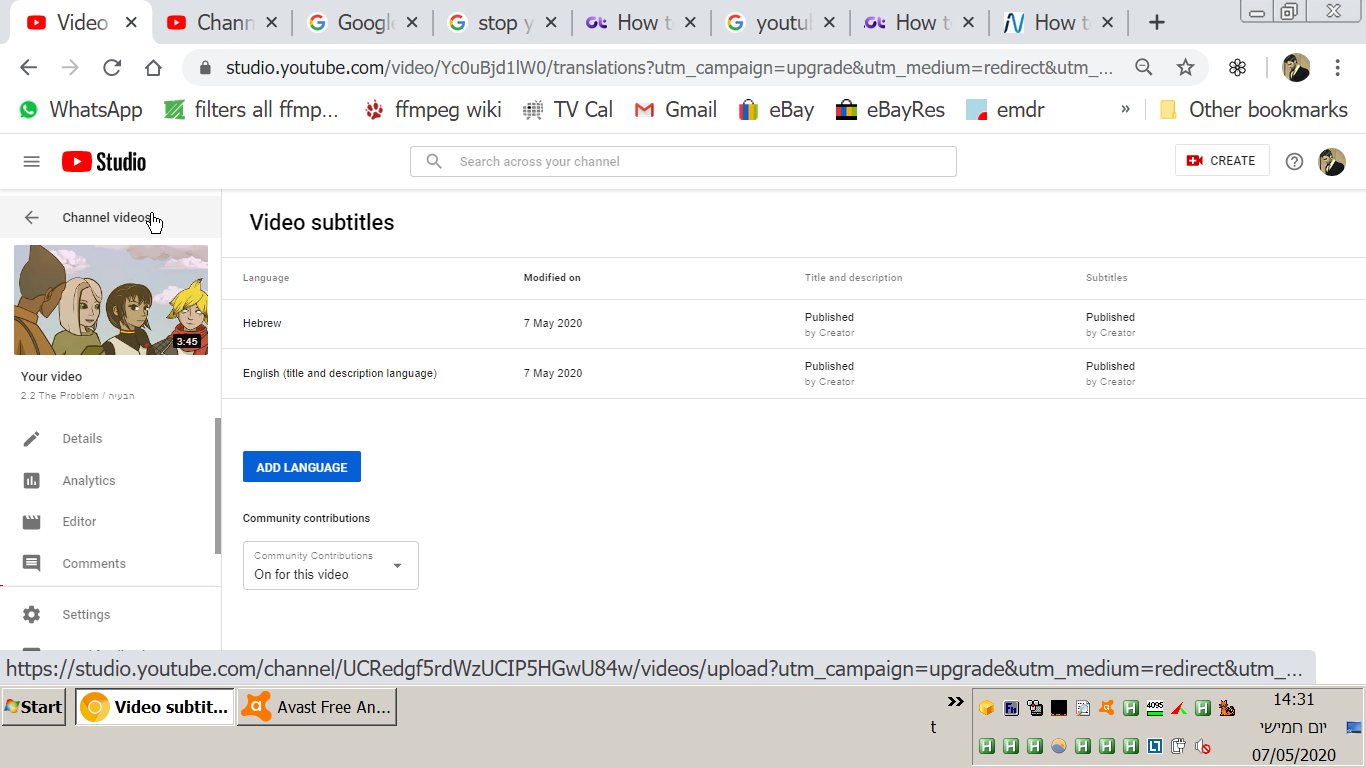 Video
Chann
Google
stop y
How to
youtu
How to
How to
studio.youtube.com/video/Yc0uBjd1lW0/translations?utm_campaign=upgrade&utm_medium=redirect&utm_...
WhatsApp
filters all ffmp...
ffmpeg wiki
TV Cal
Gmail
eBay
eBayRes
emdr
»
Other bookmarks
Studio
Search across your channel
CREATE
Channel videos
Video subtitles
Language Modified on Title and description Subtitles
Hebrew 7 May 2020 Published Published
by Creator by Creator
English (title and description language) 7 May 2020 Published Published
by Creator by Creator
3:45
Your video
2.2 The Problem / הבעיה
Details
Analytics
Editor
Comments
Settings
ADD LANGUAGE
Community contributions
Community Contributions
On for this video
https://studio.youtube.com/channel/UCRedgf5rdWzUCIP5HGwU84w/videos/upload?utm_campaign=upgrade&utm_medium=redirect&utm_...
Start
Video subtit...
Avast Free An...
»
t
4095
14:31
יום חמישי
07/05/2020